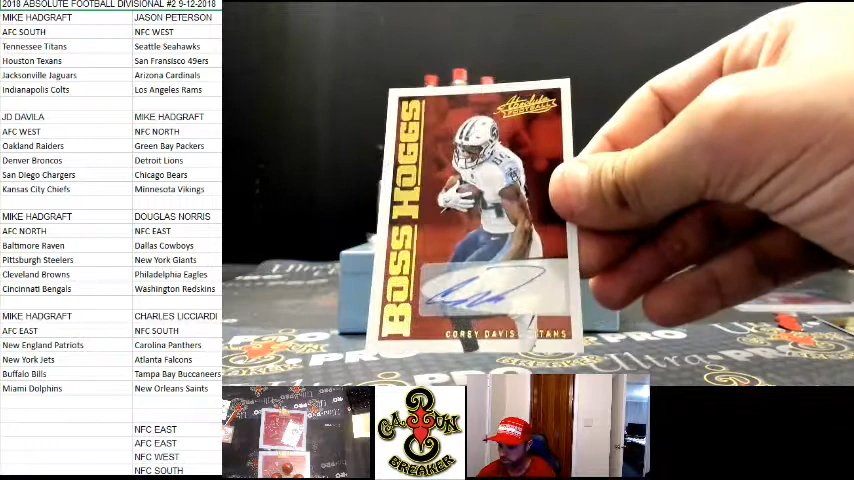 2018 ABSOLUTE FOOTBALL DIVISIONAL #2 9-12-2018
MIKE HADGRAFT JASON PETERSON
AFC SOUTH NFC WEST
Tennessee Titans Seattle Seahawks
Houston Texans San Fransisco 49ers
Jacksonville Jaguars Arizona Cardinals
Indianapolis Colts Los Angeles Rams
JD DAVILA MIKE HADGRAFT
AFC WEST NFC NORTH
Oakland Raiders Green Bay Packers
Denver Broncos Detroit Lions
San Diego Chargers Chicago Bears
Kansas City Chiefs Minnesota Vikings
MIKE HADGRAFT DOUGLAS NORRIS
AFC NORTH NFC EAST
Baltimore Raven Dallas Cowboys
Pittsburgh Steelers New York Giants
Cleveland Browns Philadelphia Eagles
Cincinnati Bengals Washington Redskins
MIKE HADGRAFT CHARLES LICCIARDI
AFC EAST NFC SOUTH
New England Patriots Carolina Panthers
New York Jets Atlanta Falcons
Buffalo Bills Tampa Bay Buccaneers
Miami Dolphins New Orleans Saints
NFC EAST
AFC EAST
NFC WEST
NFC SOUTH
Absolute
FOOTBALL
BOSS HOGGS
COREY DAVIS TITANS
Ultra-PRO
CAJUN
BREAKER